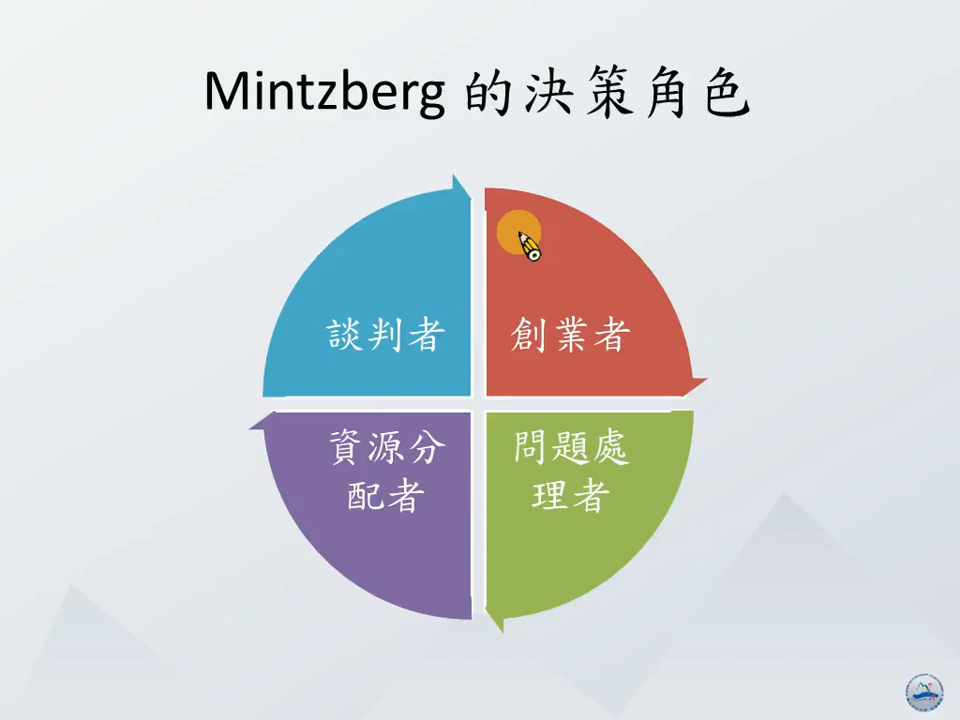 Mintzberg 的決策角色
談判者
創業者
資源分
配者
問題處
理者